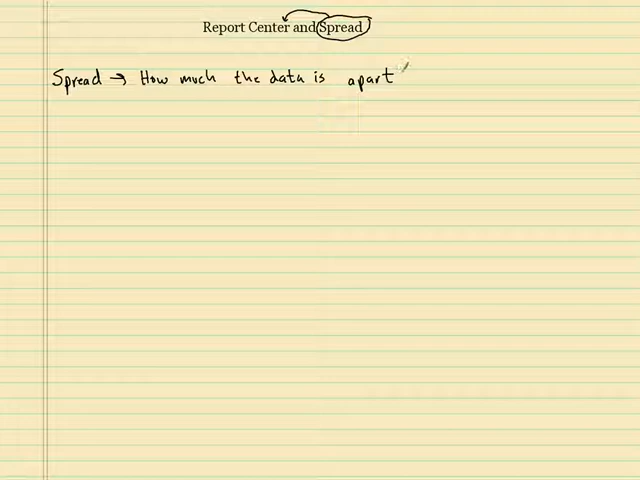 Report Center and Spread
Spread → How much the data is apart